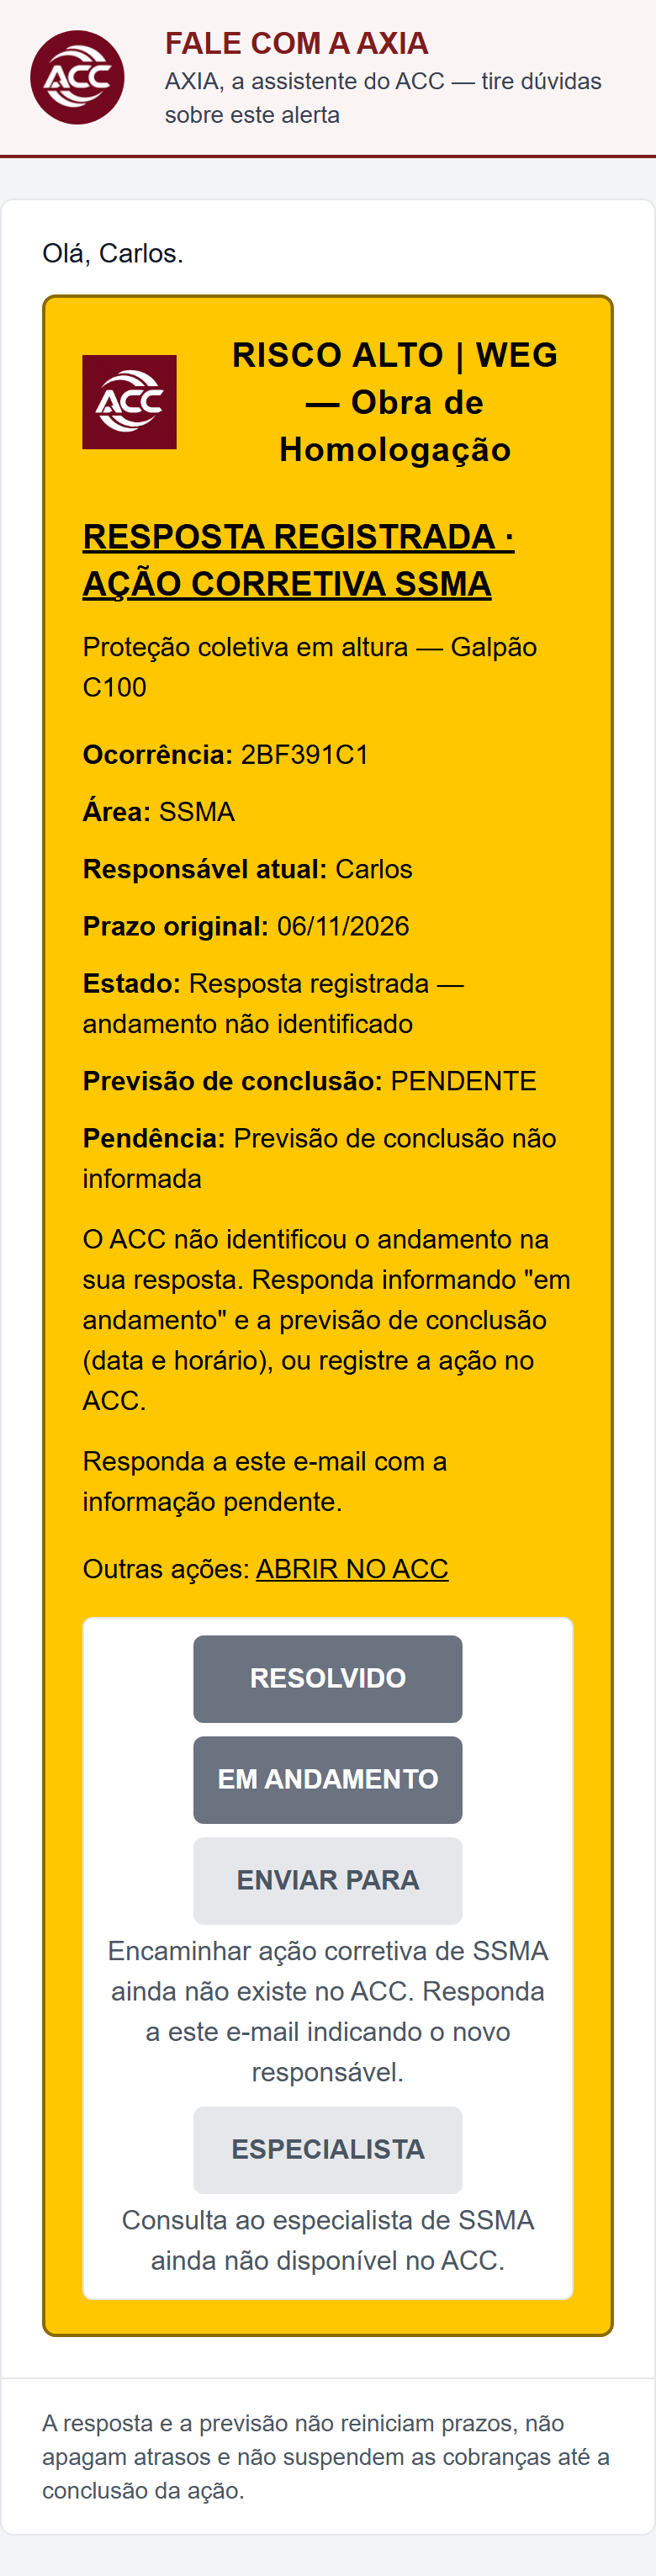 ACC
FALE COM A AXIA
AXIA, a assistente do ACC — tire dúvidas
sobre este alerta
Olá, Carlos.
ACC
RISCO ALTO | WEG
— Obra de
Homologação
RESPOSTA REGISTRADA ·
AÇÃO CORRETIVA SSMA
Proteção coletiva em altura — Galpão
C100
Ocorrência: 2BF391C1
Área: SSMA
Responsável atual: Carlos
Prazo original: 06/11/2026
Estado: Resposta registrada —
andamento não identificado
Previsão de conclusão: PENDENTE
Pendência: Previsão de conclusão não
informada
O ACC não identificou o andamento na
sua resposta. Responda informando "em
andamento" e a previsão de conclusão
(data e horário), ou registre a ação no
ACC.
Responda a este e-mail com a
informação pendente.
Outras ações: ABRIR NO ACC
RESOLVIDO
EM ANDAMENTO
ENVIAR PARA
Encaminhar ação corretiva de SSMA
ainda não existe no ACC. Responda
a este e-mail indicando o novo
responsável.
ESPECIALISTA
Consulta ao especialista de SSMA
ainda não disponível no ACC.
A resposta e a previsão não reiniciam prazos, não
apagam atrasos e não suspendem as cobranças até a
conclusão da ação.